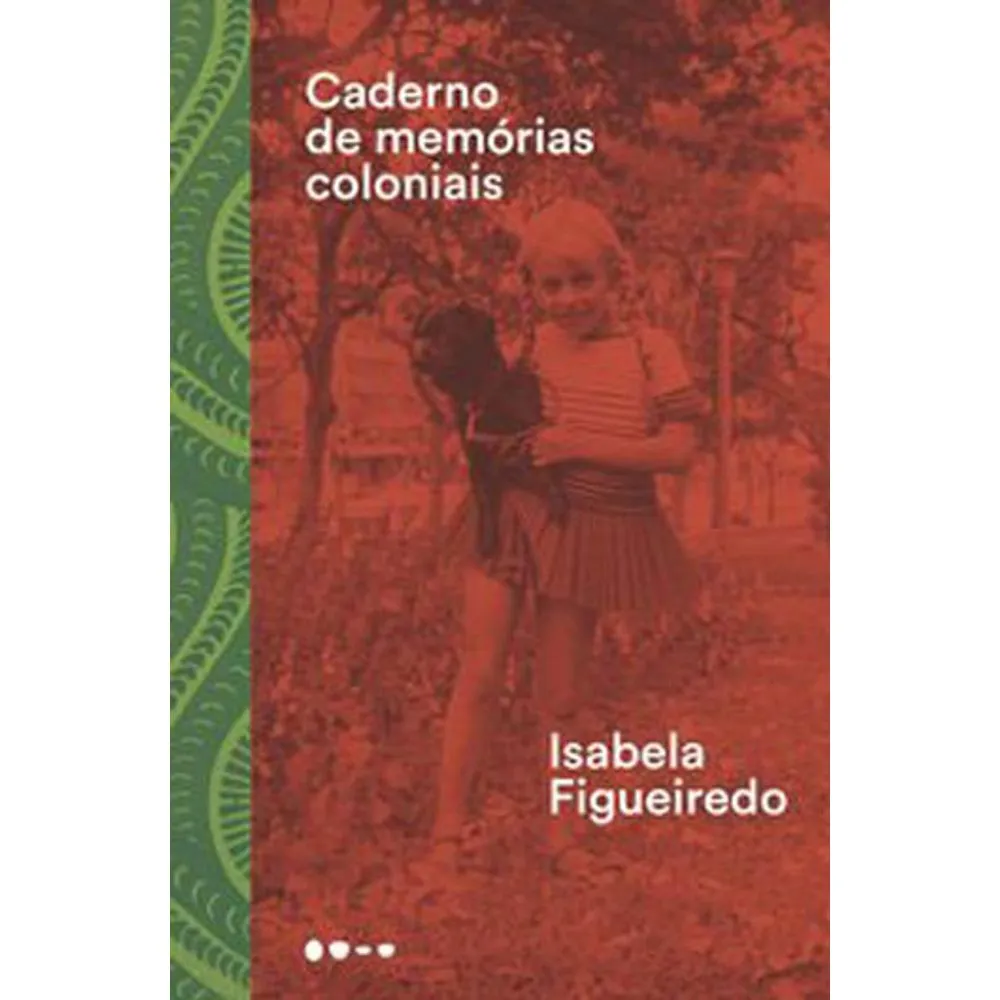 Caderno
de memórias
coloniais
Isabela
Figueiredo